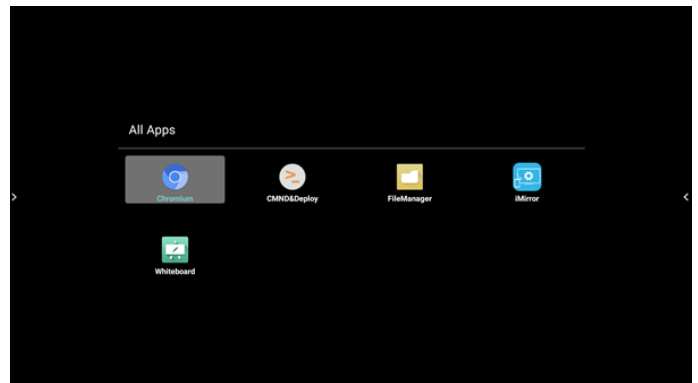 All Apps
Chromium
CMND&Deploy
FileManager
iMirror
Whiteboard